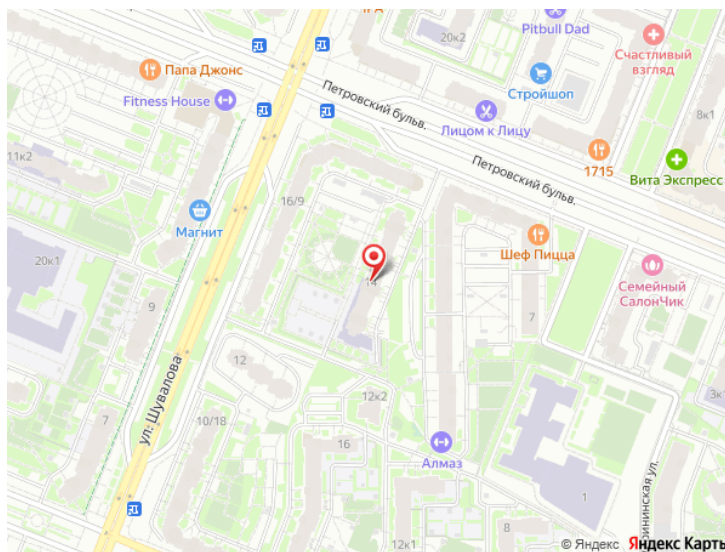 Pitbull Dad
20к2
Счастливый
взгляд
Папа Джонс
Стройшоп
8к1
Fitness House
Петровский бульв.
Лицом к Лицу
1715
Вита Экспресс
11к2
Петровский бульв.
16/9
Магнит
Шеф Пицца
20к1
14
Семейный
СалонЧик
9
7
12
ул. Шувалова
12к2
3к1
7
10/18
16
Алмаз
1
12к1
8
© Яндекс Яндекс Карты